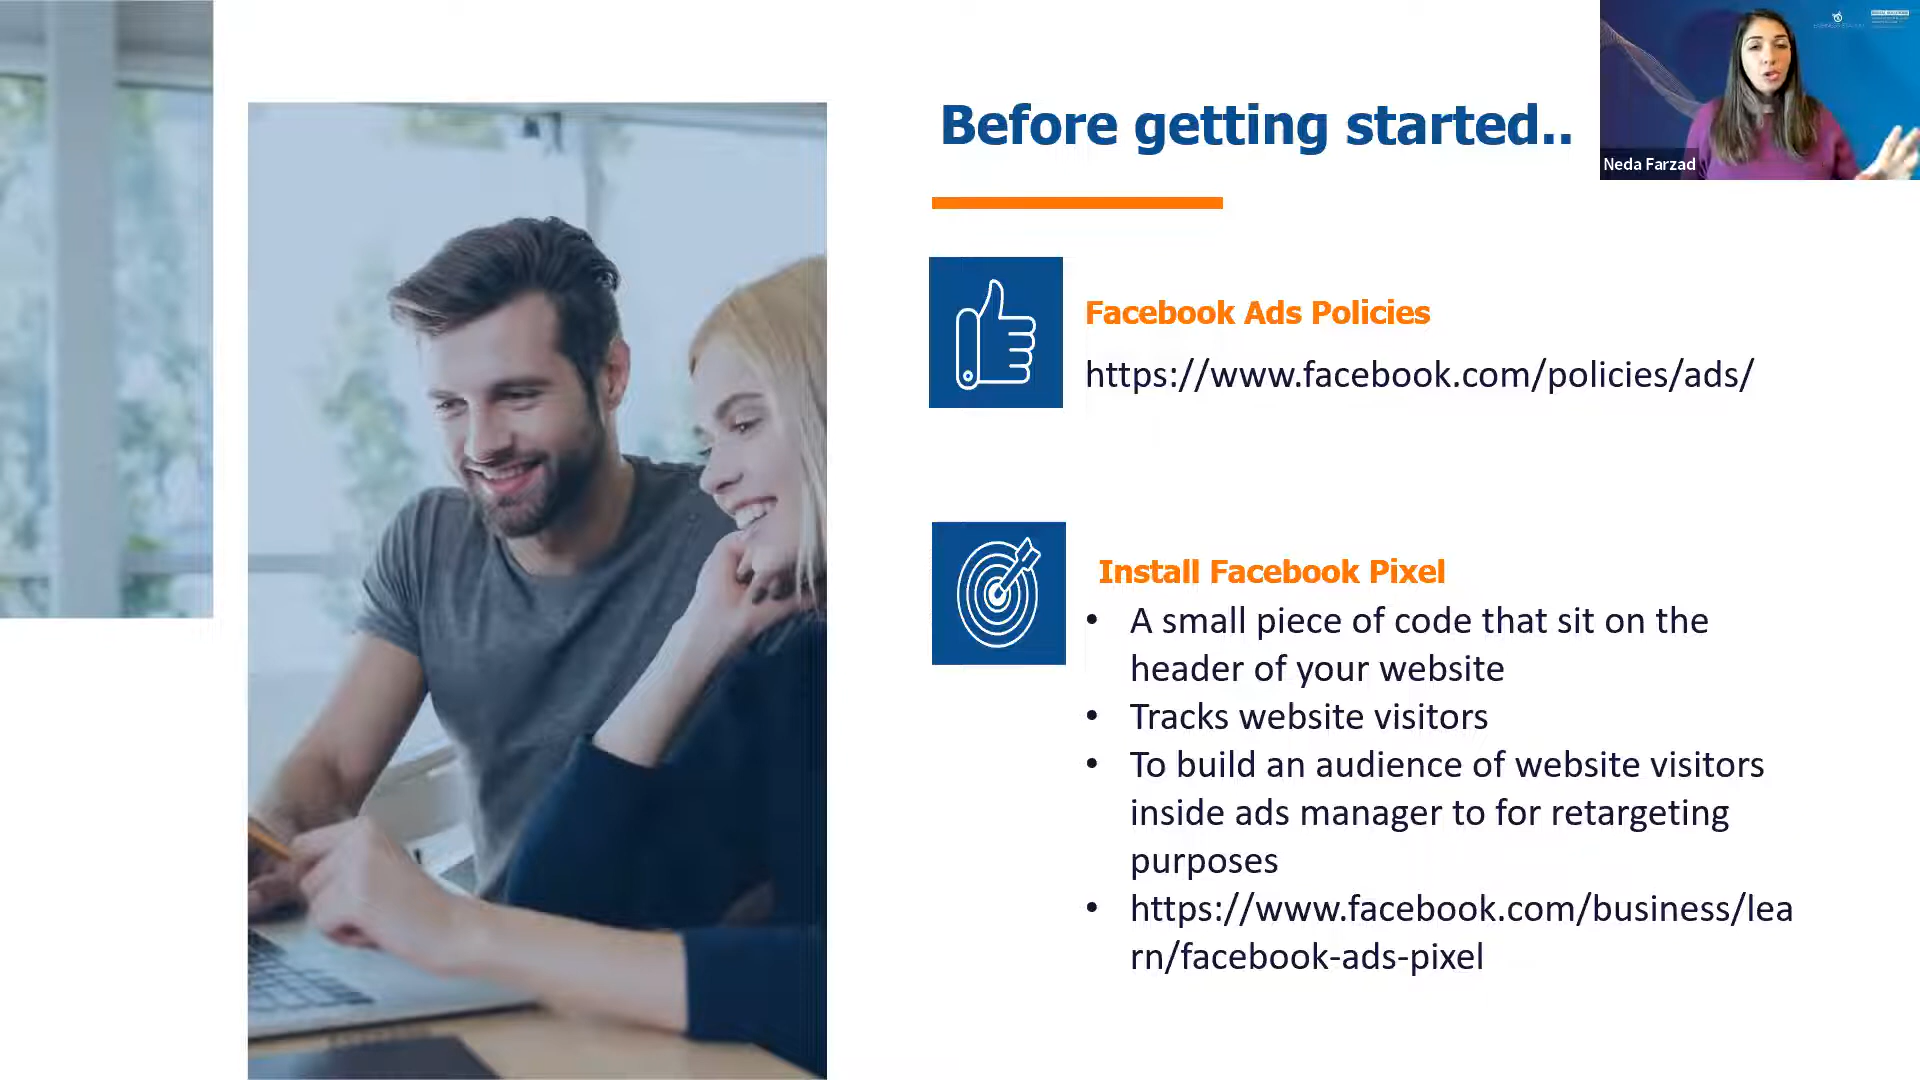 Before getting started..
Neda Farzad
Facebook Ads Policies
https://www.facebook.com/policies/ads/
Install Facebook Pixel
• A small piece of code that sit on the
header of your website
• Tracks website visitors
• To build an audience of website visitors
inside ads manager to for retargeting
purposes
• https://www.facebook.com/business/lea
rn/facebook-ads-pixel